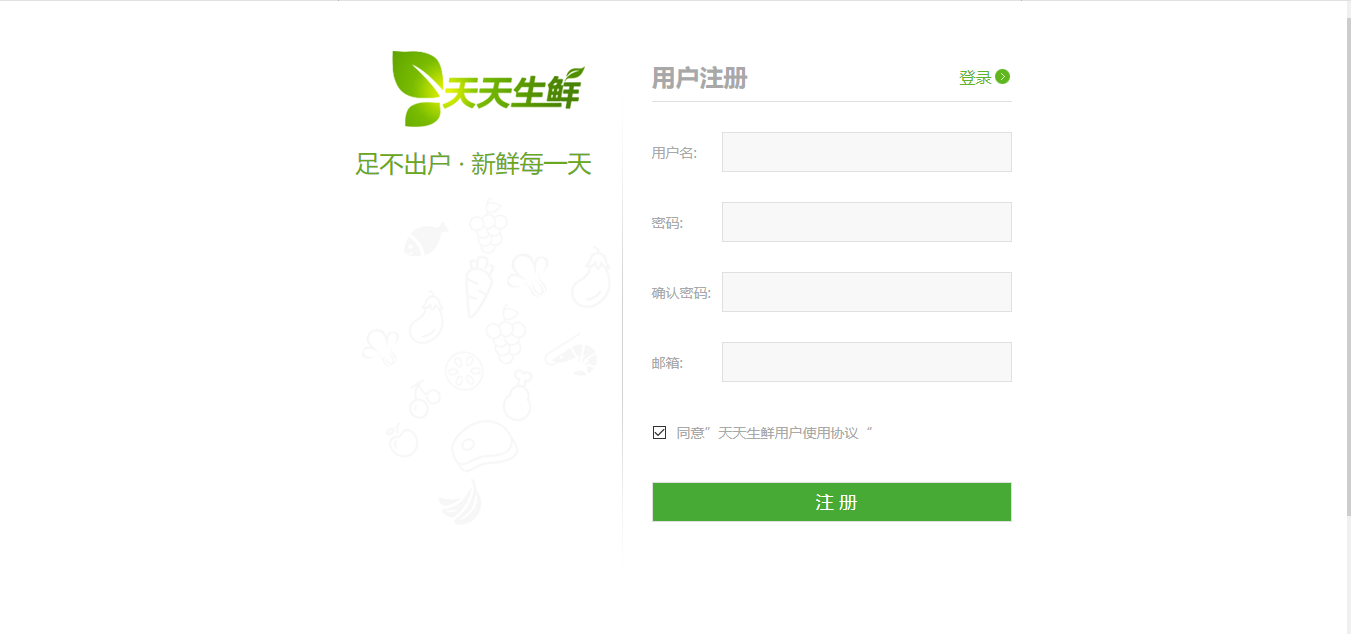 天天生鲜
足不出户 · 新鲜每一天
用户注册
登录
用户名:
密码:
确认密码:
邮箱:
同意”天天生鲜用户使用协议“
注 册